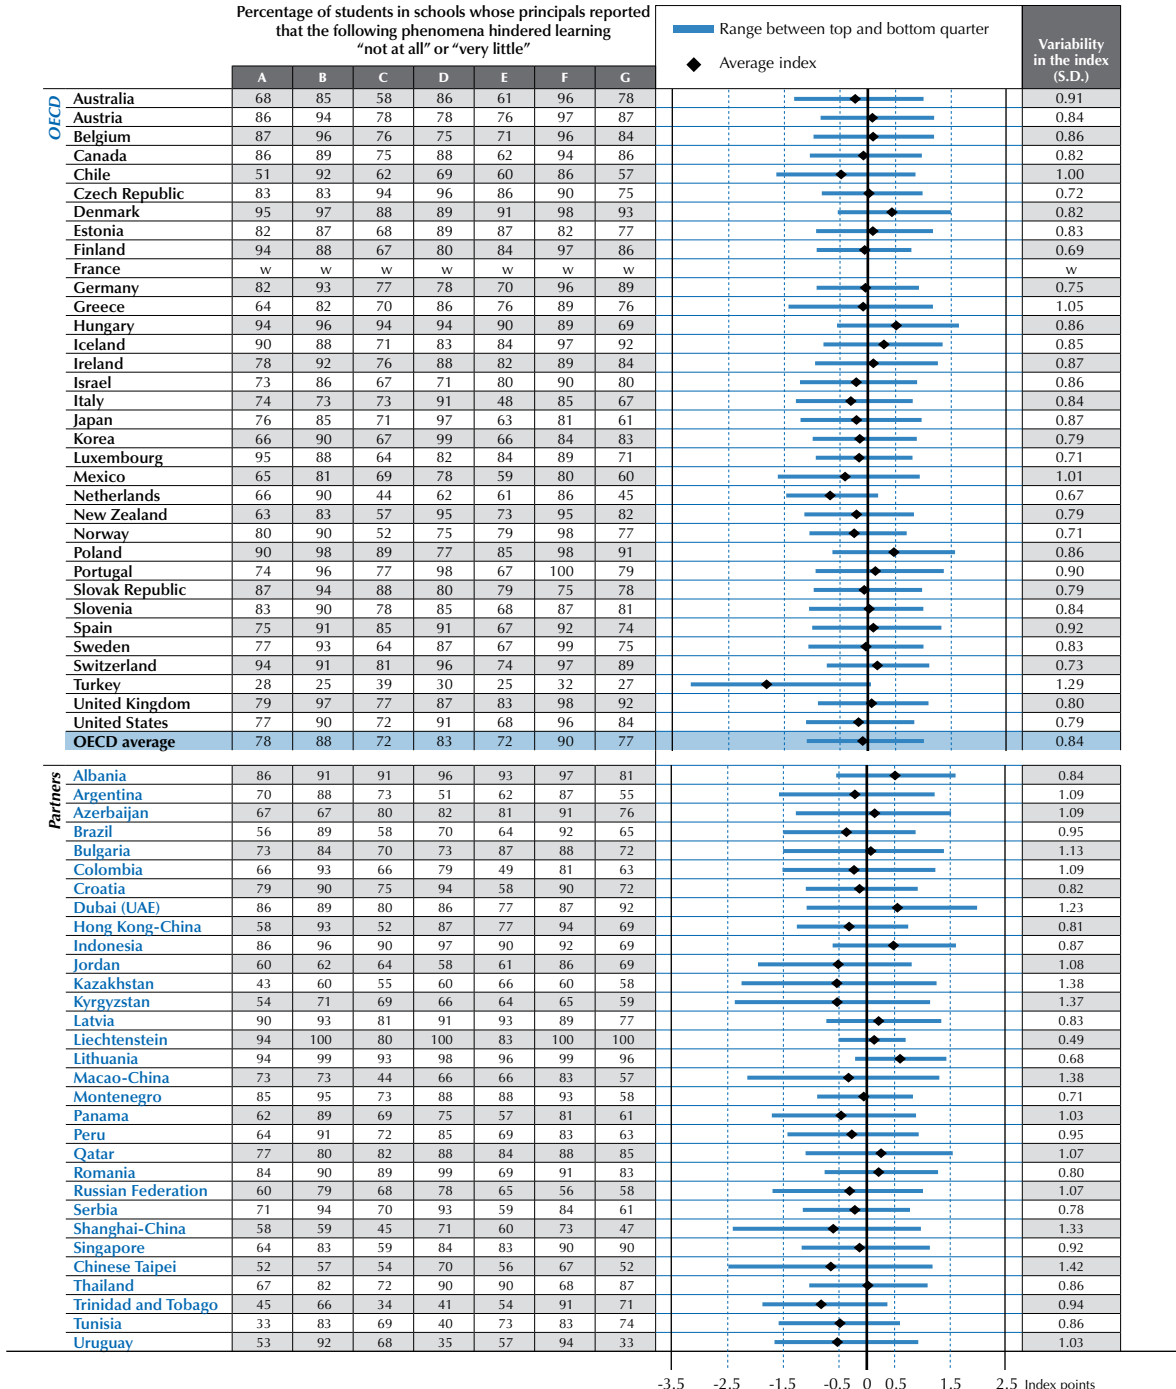 Percentage of students in schools whose principals reported
that the following phenomena hindered learning
“not at all” or “very little”
Range between top and bottom quarter
Average index
Variability
in the index
(S.D.)
A B C D E F G
OECD
Australia 68 85 58 86 61 96 78 0.91
Austria 86 94 78 78 76 97 87 0.84
Belgium 87 96 76 75 71 96 84 0.86
Canada 86 89 75 88 62 94 86 0.82
Chile 51 92 62 69 60 86 57 1.00
Czech Republic 83 83 94 96 86 90 75 0.72
Denmark 95 97 88 89 91 98 93 0.82
Estonia 82 87 68 89 87 82 77 0.83
Finland 94 88 67 80 84 97 86 0.69
France w w w w w w w w
Germany 82 93 77 78 70 96 89 0.75
Greece 64 82 70 86 76 89 76 1.05
Hungary 94 96 94 94 90 89 69 0.86
Iceland 90 88 71 83 84 97 92 0.85
Ireland 78 92 76 88 82 89 84 0.87
Israel 73 86 67 71 80 90 80 0.86
Italy 74 73 73 91 48 85 67 0.84
Japan 76 85 71 97 63 81 61 0.87
Korea 66 90 67 99 66 84 83 0.79
Luxembourg 95 88 64 82 84 89 71 0.71
Mexico 65 81 69 78 59 80 60 1.01
Netherlands 66 90 44 62 61 86 45 0.67
New Zealand 63 83 57 95 73 95 82 0.79
Norway 80 90 52 75 79 98 77 0.71
Poland 90 98 89 77 85 98 91 0.86
Portugal 74 96 77 98 67 100 79 0.90
Slovak Republic 87 94 88 80 79 75 78 0.79
Slovenia 83 90 78 85 68 87 81 0.84
Spain 75 91 85 91 67 92 74 0.92
Sweden 77 93 64 87 67 99 75 0.83
Switzerland 94 91 81 96 74 97 89 0.73
Turkey 28 25 39 30 25 32 27 1.29
United Kingdom 79 97 77 87 83 98 92 0.80
United States 77 90 72 91 68 96 84 0.79
OECD average 78 88 72 83 72 90 77 0.84
Partners
Albania 86 91 91 96 93 97 81 0.84
Argentina 70 88 73 51 62 87 55 1.09
Azerbaijan 67 67 80 82 81 91 76 1.09
Brazil 56 89 58 70 64 92 65 0.95
Bulgaria 73 84 70 73 87 88 72 1.13
Colombia 66 93 66 79 49 81 63 1.09
Croatia 79 90 75 94 58 90 72 0.82
Dubai (UAE) 86 89 80 86 77 87 92 1.23
Hong Kong-China 58 93 52 87 77 94 69 0.81
Indonesia 86 96 90 97 90 92 69 0.87
Jordan 60 62 64 58 61 86 69 1.08
Kazakhstan 43 60 55 60 66 60 58 1.38
Kyrgyzstan 54 71 69 66 64 65 59 1.37
Latvia 90 93 81 91 93 89 77 0.83
Liechtenstein 94 100 80 100 83 100 100 0.49
Lithuania 94 99 93 98 96 99 96 0.68
Macao-China 73 73 44 66 66 83 57 1.38
Montenegro 85 95 73 88 88 93 58 0.71
Panama 62 89 69 75 57 81 61 1.03
Peru 64 91 72 85 69 83 63 0.95
Qatar 77 80 82 88 84 88 85 1.07
Romania 84 90 89 99 69 91 83 0.80
Russian Federation 60 79 68 78 65 56 58 1.07
Serbia 71 94 70 93 59 84 61 0.78
Shanghai-China 58 59 45 71 60 73 47 1.33
Singapore 64 83 59 84 83 90 90 0.92
Chinese Taipei 52 57 54 70 56 67 52 1.42
Thailand 67 82 72 90 90 68 87 0.86
Trinidad and Tobago 45 66 34 41 54 91 71 0.94
Tunisia 33 83 69 40 73 83 74 0.86
Uruguay 53 92 68 35 57 94 33 1.03
-3.5 -2.5 -1.5 -0.5 0 0.5 1.5 2.5 Index points